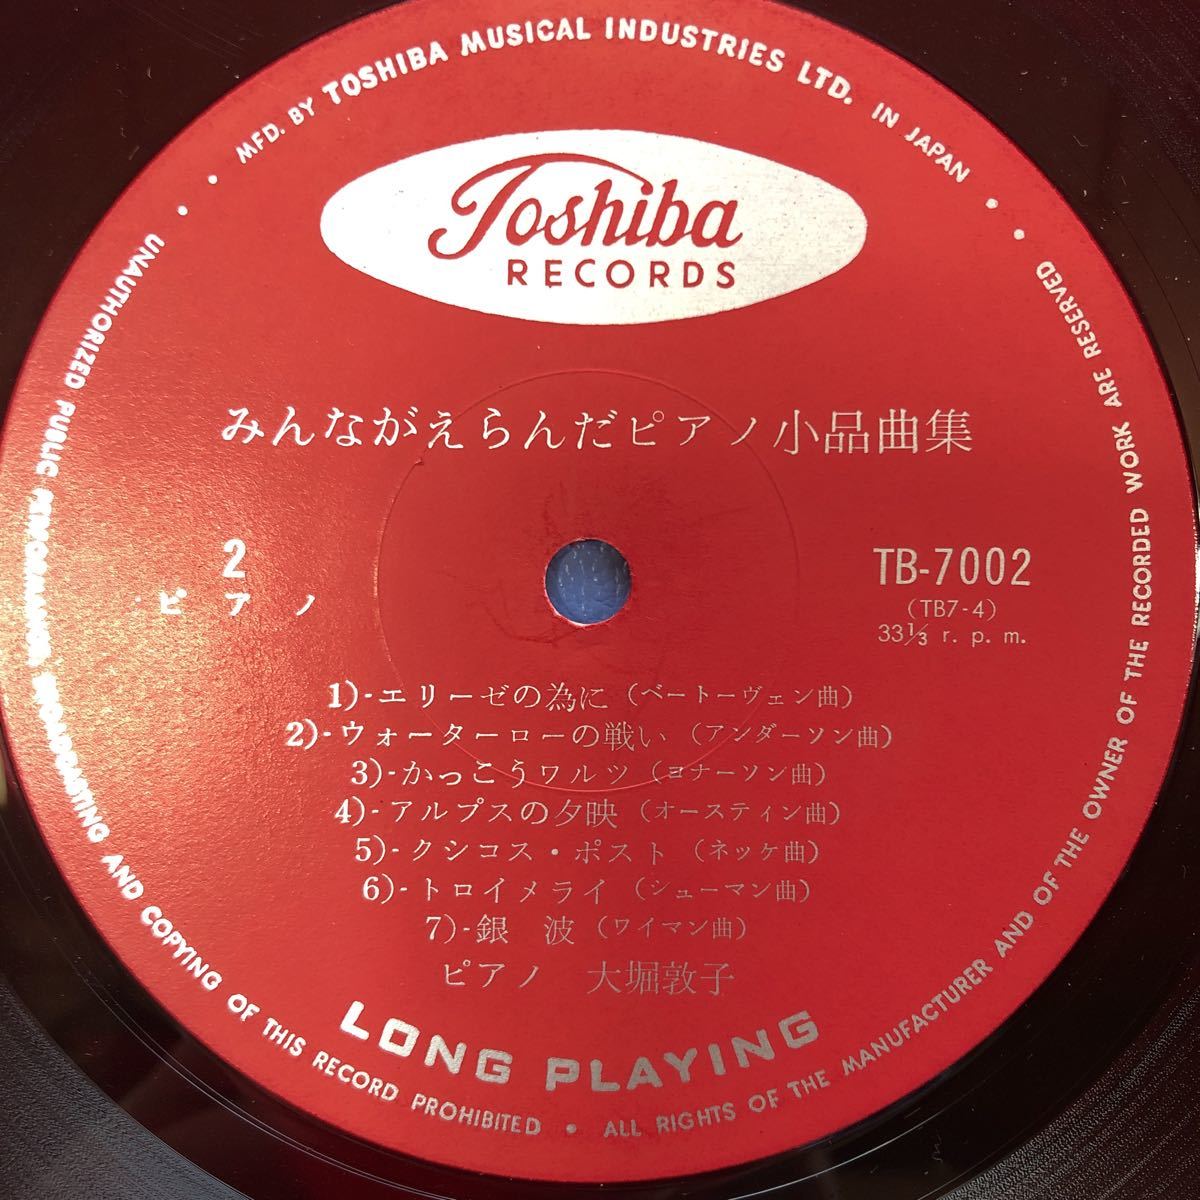 MFD. BY TOSHIBA MUSICAL INDUSTRIES LTD. IN JAPAN
Toshiba
RECORDS
みんながえらんだピアノ小品曲集
2
ピアノ
TB-7002
(TB7-4)
33⅓ r.p.m.
1)-エリーゼの為に (ベートーヴェン曲)
2)-ウォーターローの戦い (アンダーソン曲)
3)-かっこうワルツ (ヨナーソン曲)
4)-アルプスの夕映 (オースティン曲)
5)-クシコス・ポスト (ネッケ曲)
6)-トロイメライ (シューマン曲)
7)-銀 波 (ワイマン曲)
ピアノ 大堀敦子
LONG PLAYING
UNAUTHORIZED PUBLIC BROADCASTING AND COPYING OF THIS RECORD PROHIBITED • ALL RIGHTS OF THE MANUFACTURER AND OF THE OWNER OF THE RECORDED WORK ARE RESERVED